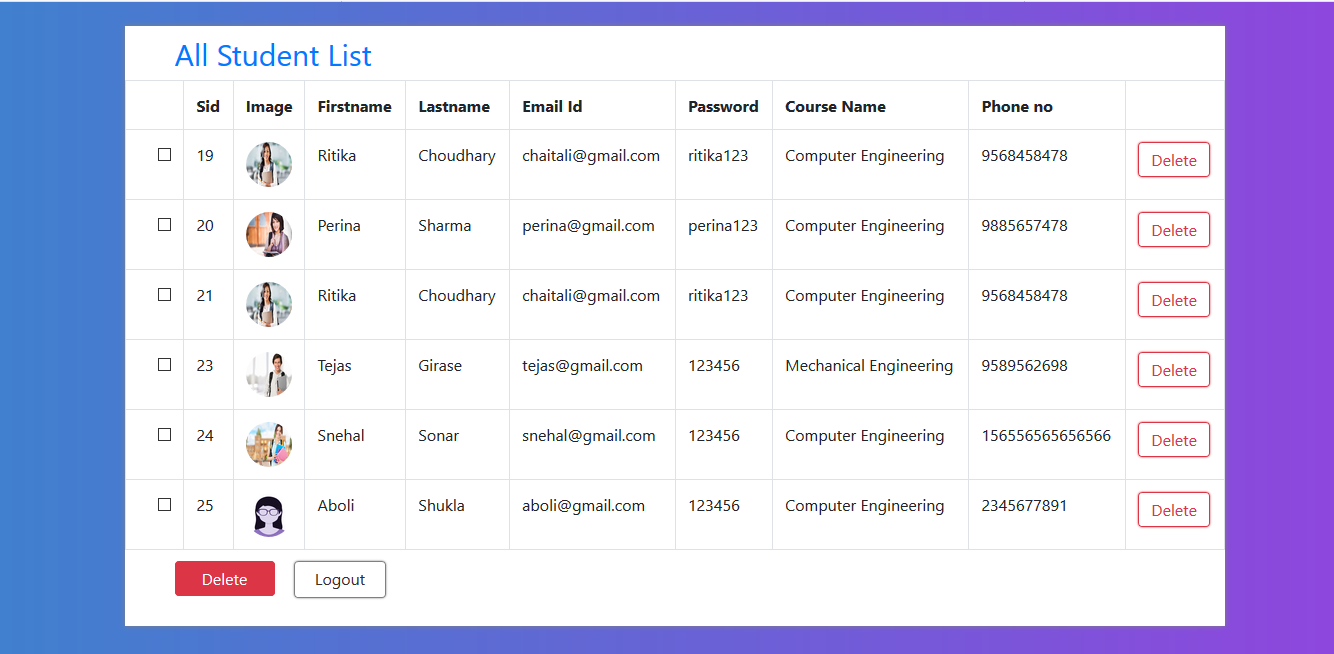 All Student List
Sid Image Firstname Lastname Email Id Password Course Name Phone no
19 Ritika Choudhary chaitali@gmail.com ritika123 Computer Engineering 9568458478 Delete
20 Perina Sharma perina@gmail.com perina123 Computer Engineering 9885657478 Delete
21 Ritika Choudhary chaitali@gmail.com ritika123 Computer Engineering 9568458478 Delete
23 Tejas Girase tejas@gmail.com 123456 Mechanical Engineering 9589562698 Delete
24 Snehal Sonar snehal@gmail.com 123456 Computer Engineering 156556565656566 Delete
25 Aboli Shukla aboli@gmail.com 123456 Computer Engineering 2345677891 Delete
Delete Logout